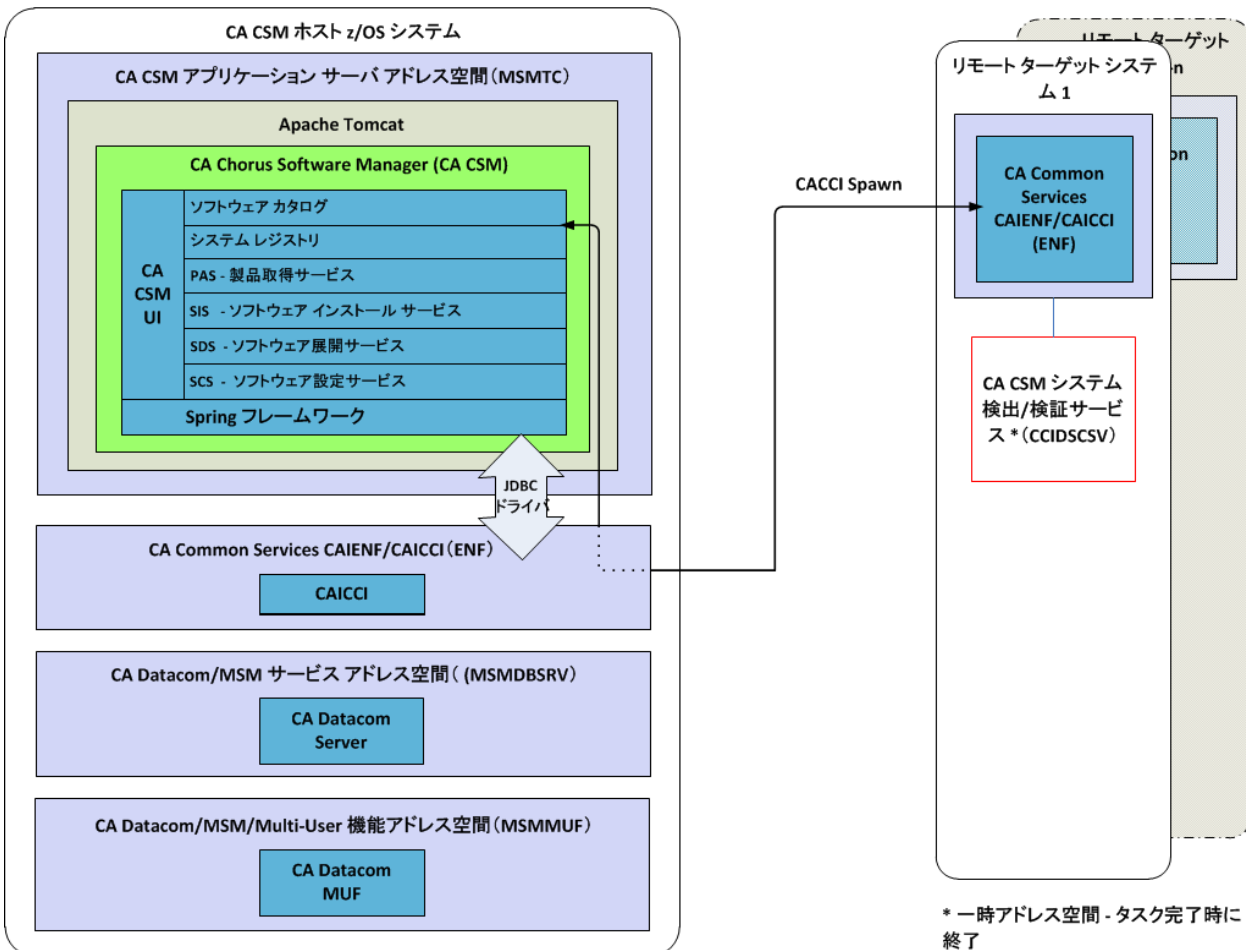 CA CSM ホスト z/OS システム
CA CSM アプリケーション サーバ アドレス空間（MSMTC）
Apache Tomcat
CA Chorus Software Manager (CA CSM)
CA
CSM
UI
ソフトウェア カタログ
システム レジストリ
PAS - 製品取得サービス
SIS - ソフトウェア インストール サービス
SDS - ソフトウェア展開サービス
SCS - ソフトウェア設定サービス
Spring フレームワーク
JDBC
ドライバ
CA Common Services CAIENF/CAICCI（ENF）
CAICCI
CA Datacom/MSM サービス アドレス空間（ (MSMDBSRV）
CA Datacom
Server
CA Datacom/MSM/Multi-User 機能アドレス空間（MSMMUF）
CA Datacom
MUF
CACCI Spawn
リモート ターゲット システ
ム 1
CA Common
Services
CAIENF/CAICCI
(ENF)
CA CSM システム
検出/検証サービ
ス *（CCIDSCSV）
リモート ターゲット
-n
on
* 一時アドレス空間 - タスク完了時に
終了